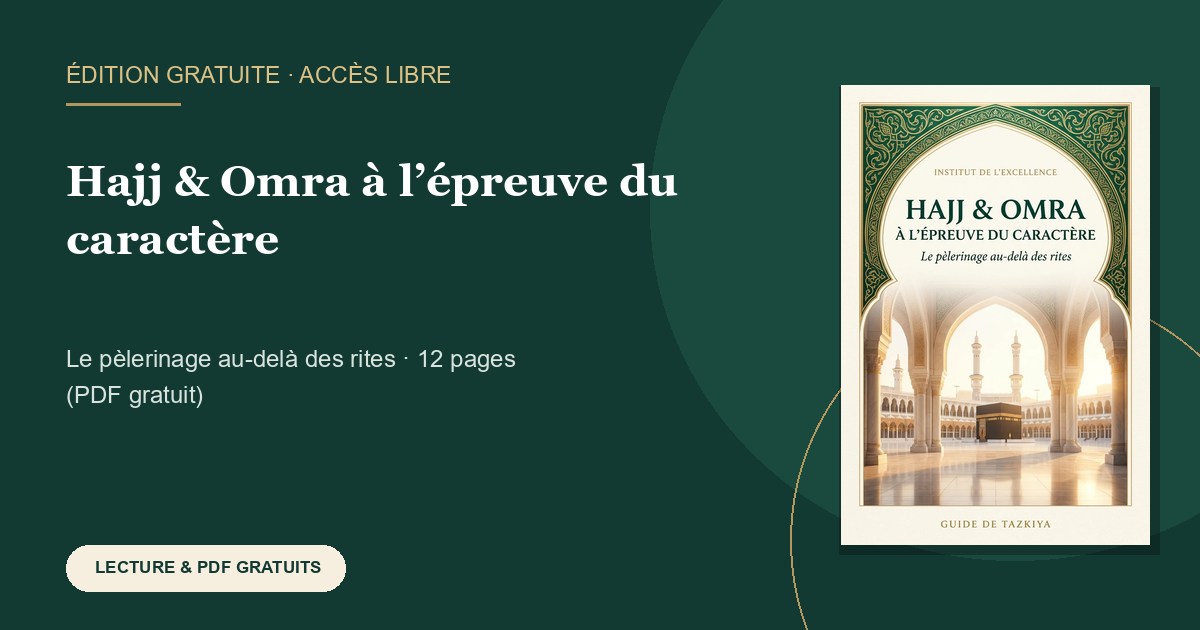 ÉDITION GRATUITE · ACCÈS LIBRE
Hajj & Omra à l’épreuve du
caractère
Le pèlerinage au-delà des rites · 12 pages
(PDF gratuit)
LECTURE & PDF GRATUITS
INSTITUT DE L'EXCELLENCE
HAJJ & OMRA
À L'ÉPREUVE DU CARACTÈRE
Le pèlerinage au-delà des rites
GUIDE DE TAZKIYA